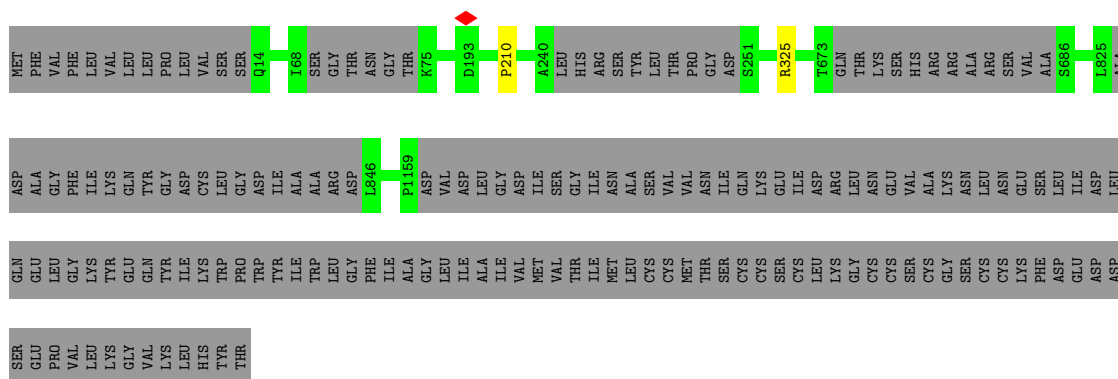 MET PHE VAL PHE LEU VAL LEU LEU PRO LEU VAL SER SER Q14 I68 SER GLY THR ASN GLY THR K75 D193 P210 A240 LEU HIS ARG SER TYR LEU THR PRO GLY ASP S251 R325 T673 GLN THR LYS SER HIS ARG ARG ALA ARG SER VAL ALA S686 L825 ALA
ASP ALA GLY PHE ILE LYS GLN TYR GLY ASP CYS LEU GLY ASP ILE ALA ALA ARG ASP L846 P1159 ASP VAL ASP LEU GLY ASP ILE SER GLY ILE ASN ALA SER VAL VAL ASN ILE GLN LYS GLU ILE ASP ARG LEU ASN GLU VAL ALA LYS ASN LEU ASN GLU SER LEU ILE ASP LEU
GLN GLU LEU GLY LYS TYR GLU GLN TYR ILE LYS TRP PRO TRP TYR ILE TRP LEU GLY PHE ILE ALA GLY LEU ILE ALA ILE VAL MET VAL THR ILE MET LEU CYS CYS MET THR SER CYS CYS SER CYS LEU LYS GLY CYS CYS SER CYS GLY SER CYS CYS LYS PHE ASP GLU ASP ASP
SER GLU PRO VAL LEU LYS GLY VAL LYS LEU HIS TYR THR